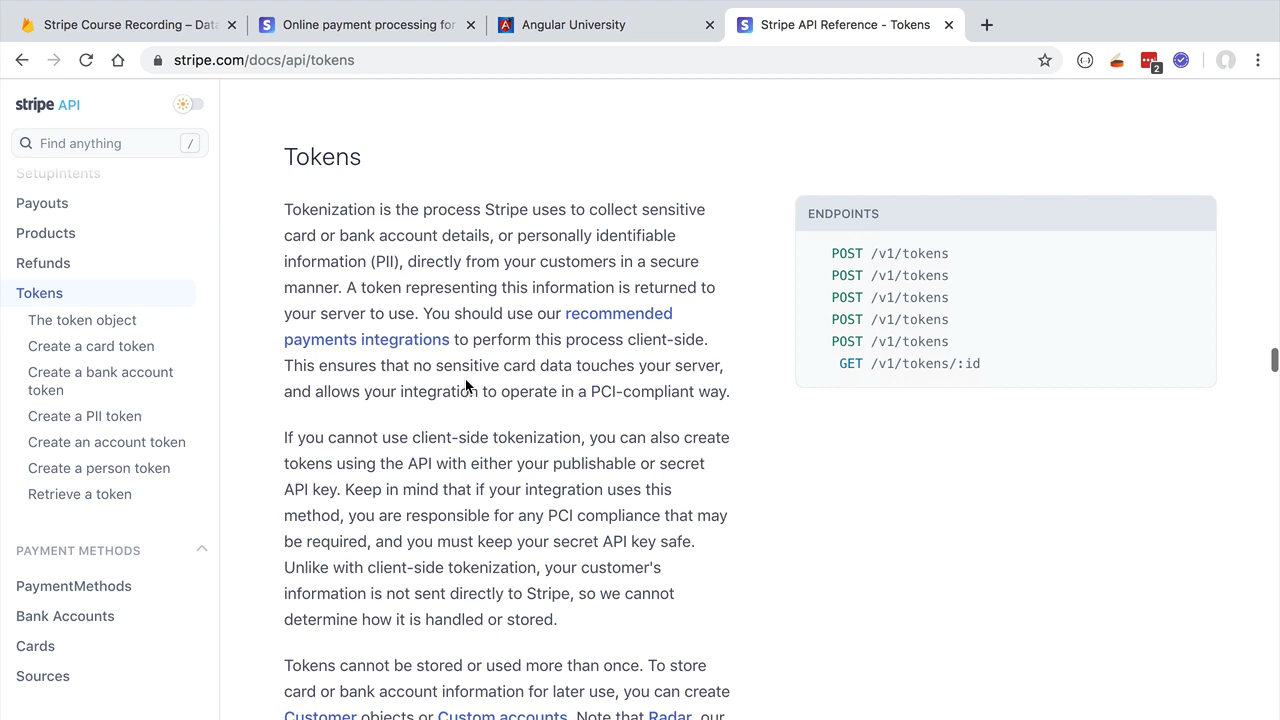 Stripe Course Recording – Data
Online payment processing for
Angular University
Stripe API Reference - Tokens
stripe.com/docs/api/tokens
2
stripe API
Find anything /
SetupIntents
Payouts
Products
Refunds
Tokens
The token object
Create a card token
Create a bank account
token
Create a PII token
Create an account token
Create a person token
Retrieve a token
PAYMENT METHODS
PaymentMethods
Bank Accounts
Cards
Sources
Tokens
Tokenization is the process Stripe uses to collect sensitive
card or bank account details, or personally identifiable
information (PII), directly from your customers in a secure
manner. A token representing this information is returned to
your server to use. You should use our recommended
payments integrations to perform this process client-side.
This ensures that no sensitive card data touches your server,
and allows your integration to operate in a PCI-compliant way.
If you cannot use client-side tokenization, you can also create
tokens using the API with either your publishable or secret
API key. Keep in mind that if your integration uses this
method, you are responsible for any PCI compliance that may
be required, and you must keep your secret API key safe.
Unlike with client-side tokenization, your customer's
information is not sent directly to Stripe, so we cannot
determine how it is handled or stored.
Tokens cannot be stored or used more than once. To store
card or bank account information for later use, you can create
Customer objects or Custom accounts. Note that Radar, our
ENDPOINTS
POST /v1/tokens
POST /v1/tokens
POST /v1/tokens
POST /v1/tokens
POST /v1/tokens
GET /v1/tokens/:id